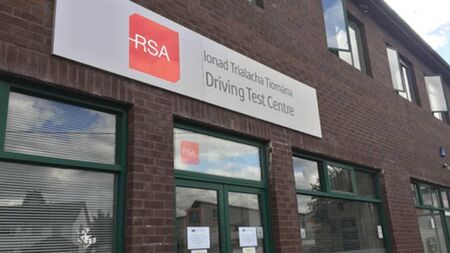 RSA
Ionad Trialacha Tiomána
Driving Test Centre
RSA